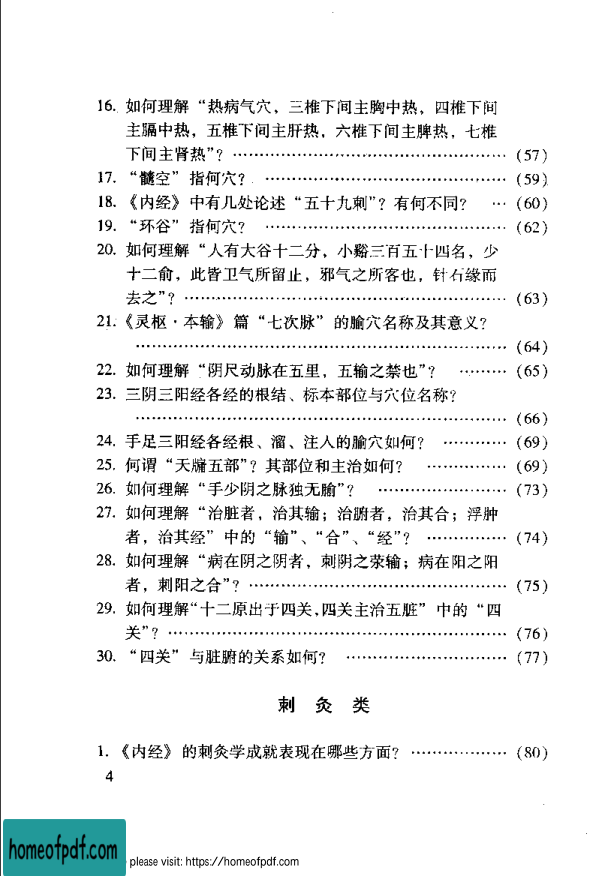 16. 如何理解“热病气穴，三椎下间主胸中热，四椎下间
主膈中热，五椎下间主肝热，六椎下间主脾热，七椎
下间主肾热”？ …………………………………… (57)
17. “髓空”指何穴？ ……………………………… (59)
18. 《内经》中有几处论述“五十九刺”？有何不同？ … (60)
19. “环谷”指何穴？ ……………………………… (62)
20. 如何理解“人有大谷十二分，小谿三百五十四名，少
十二俞，此皆卫气所留止，邪气之所客也，针石缘而
去之”？ ………………………………………… (63)
21. 《灵枢·本输》篇“七次脉”的腧穴名称及其意义？
……………………………………………… (64)
22. 如何理解“阴尺动脉在五里，五输之禁也”？ ……… (65)
23. 三阴三阳经各经的根结、标本部位与穴位名称？
……………………………………………… (66)
24. 手足三阳经各经根、溜、注人的腧穴如何？ ………… (69)
25. 何谓“天牖五部”？其部位和主治如何？ …………… (69)
26. 如何理解“手少阴之脉独无腧”？ ………………… (73)
27. 如何理解“治脏者，治其输；治腑者，治其合；浮肿
者，治其经”中的“输”、“合”、“经”？ …………… (74)
28. 如何理解“病在阴之阴者，刺阴之荥输；病在阳之阳
者，刺阳之合”？ ………………………………… (75)
29. 如何理解“十二原出于四关，四关主治五脏”中的“四
关”？ …………………………………………… (76)
30. “四关”与脏腑的关系如何？ …………………… (77)
刺 灸 类
1. 《内经》的刺灸学成就表现在哪些方面？ ……………… (80)
4
homeofpdf.com
please visit: https://homeofpdf.com